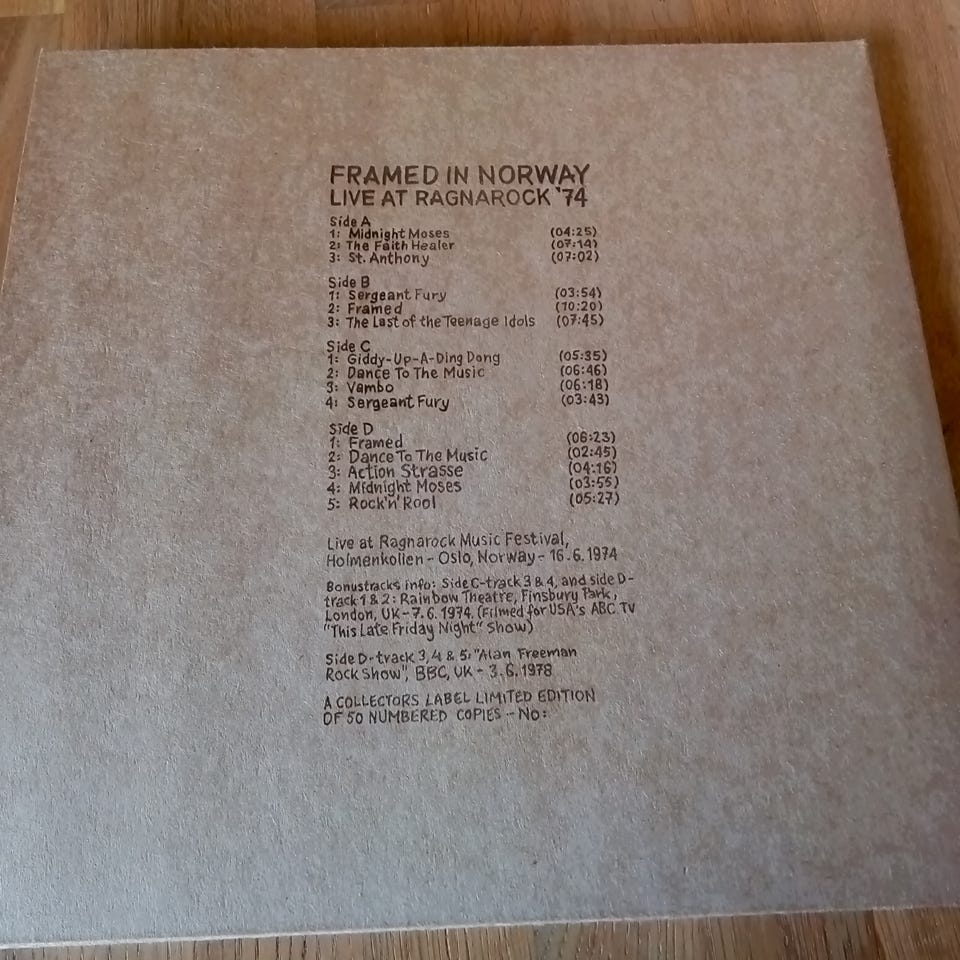 FRAMED IN NORWAY
LIVE AT RAGNAROCK '74
Side A
1: Midnight Moses (04:25)
2: The Faith Healer (07:14)
3: St. Anthony (07:02)
Side B
1: Sergeant Fury (03:54)
2: Framed (10:20)
3: The Last of the Teenage Idols (07:45)
Side C
1: Giddy-Up-A-Ding Dong (05:35)
2: Dance To The Music (06:46)
3: Vambo (06:18)
4: Sergeant Fury (03:43)
Side D
1: Framed (06:23)
2: Dance To The Music (02:45)
3: Action Strasse (04:16)
4: Midnight Moses (03:55)
5: Rock'n'Rool (05:27)
Live at Ragnarock Music Festival,
Holmenkollen - Oslo, Norway - 16.6.1974
Bonustracks info: Side C-track 3 & 4, and side D-
track 1 & 2: Rainbow Theatre, Finsbury Park,
London, UK - 7.6.1974. (Filmed for USA's ABC TV
"This Late Friday Night" Show)
Side D-track 3,4 & 5: "Alan Freeman
Rock Show", BBC, UK - 3.6.1978
A COLLECTORS LABEL LIMITED EDITION
OF 50 NUMBERED COPIES - No: